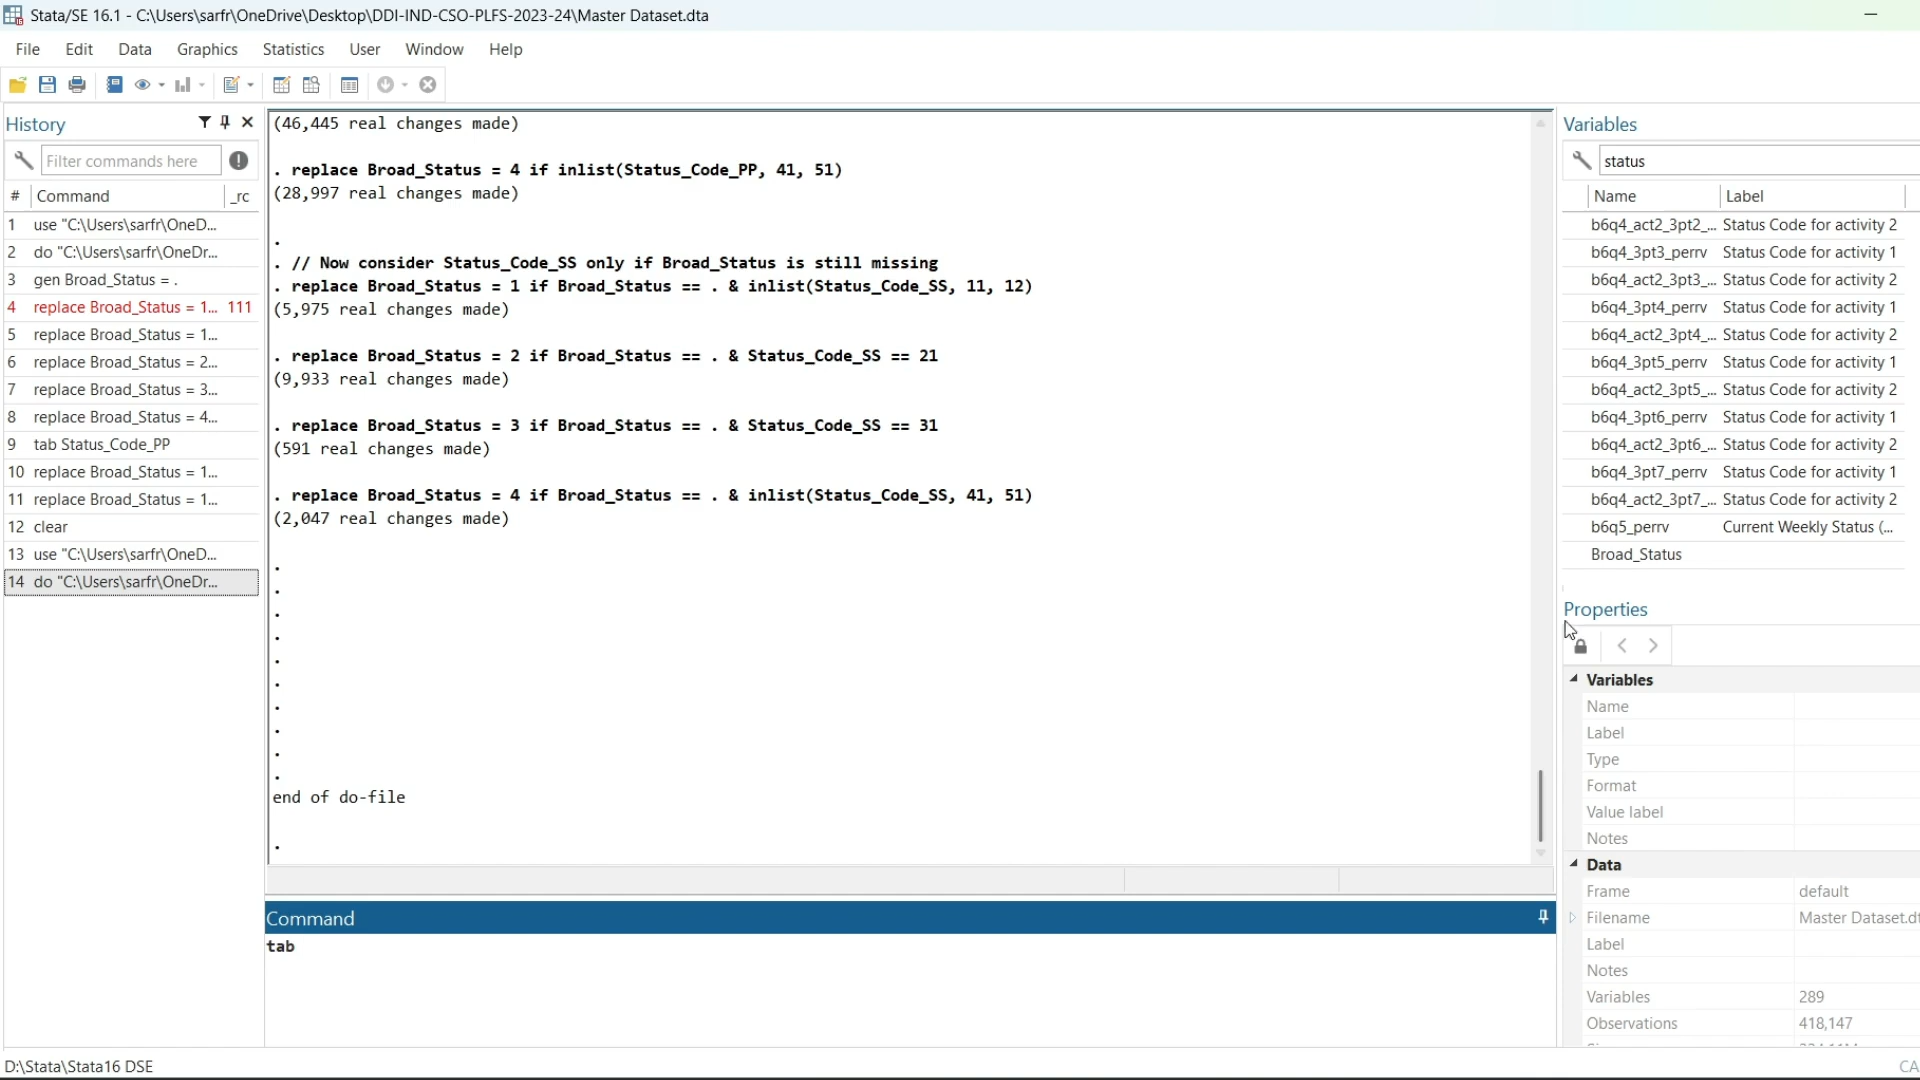 Stata/SE 16.1 - C:\Users\sarfr\OneDrive\Desktop\DDI-IND-CSO-PLFS-2023-24\Master Dataset.dta
File Edit Data Graphics Statistics User Window Help
History
Filter commands here
# Command _rc
1 use "C:\Users\sarfr\OneD...
2 do "C:\Users\sarfr\OneDr...
3 gen Broad_Status = .
4 replace Broad_Status = 1... 111
5 replace Broad_Status = 1...
6 replace Broad_Status = 2...
7 replace Broad_Status = 3...
8 replace Broad_Status = 4...
9 tab Status_Code_PP
10 replace Broad_Status = 1...
11 replace Broad_Status = 1...
12 clear
13 use "C:\Users\sarfr\OneD...
14 do "C:\Users\sarfr\OneDr...
(46,445 real changes made)
. replace Broad_Status = 4 if inlist(Status_Code_PP, 41, 51)
(28,997 real changes made)
.
. // Now consider Status_Code_SS only if Broad_Status is still missing
. replace Broad_Status = 1 if Broad_Status == . & inlist(Status_Code_SS, 11, 12)
(5,975 real changes made)
. replace Broad_Status = 2 if Broad_Status == . & Status_Code_SS == 21
(9,933 real changes made)
. replace Broad_Status = 3 if Broad_Status == . & Status_Code_SS == 31
(591 real changes made)
. replace Broad_Status = 4 if Broad_Status == . & inlist(Status_Code_SS, 41, 51)
(2,047 real changes made)
.
.
.
.
.
.
.
.
.
.
end of do-file
.
Command
tab
Variables
status
Name Label
b6q4_act2_3pt2_... Status Code for activity 2
b6q4_3pt3_perrv Status Code for activity 1
b6q4_act2_3pt3_... Status Code for activity 2
b6q4_3pt4_perrv Status Code for activity 1
b6q4_act2_3pt4_... Status Code for activity 2
b6q4_3pt5_perrv Status Code for activity 1
b6q4_act2_3pt5_... Status Code for activity 2
b6q4_3pt6_perrv Status Code for activity 1
b6q4_act2_3pt6_... Status Code for activity 2
b6q4_3pt7_perrv Status Code for activity 1
b6q4_act2_3pt7_... Status Code for activity 2
b6q5_perrv Current Weekly Status (...
Broad_Status
Properties
Variables
Name
Label
Type
Format
Value label
Notes
Data
Frame default
Filename Master Dataset.dt
Label
Notes
Variables 289
Observations 418,147
D:\Stata\Stata16 DSE
CA